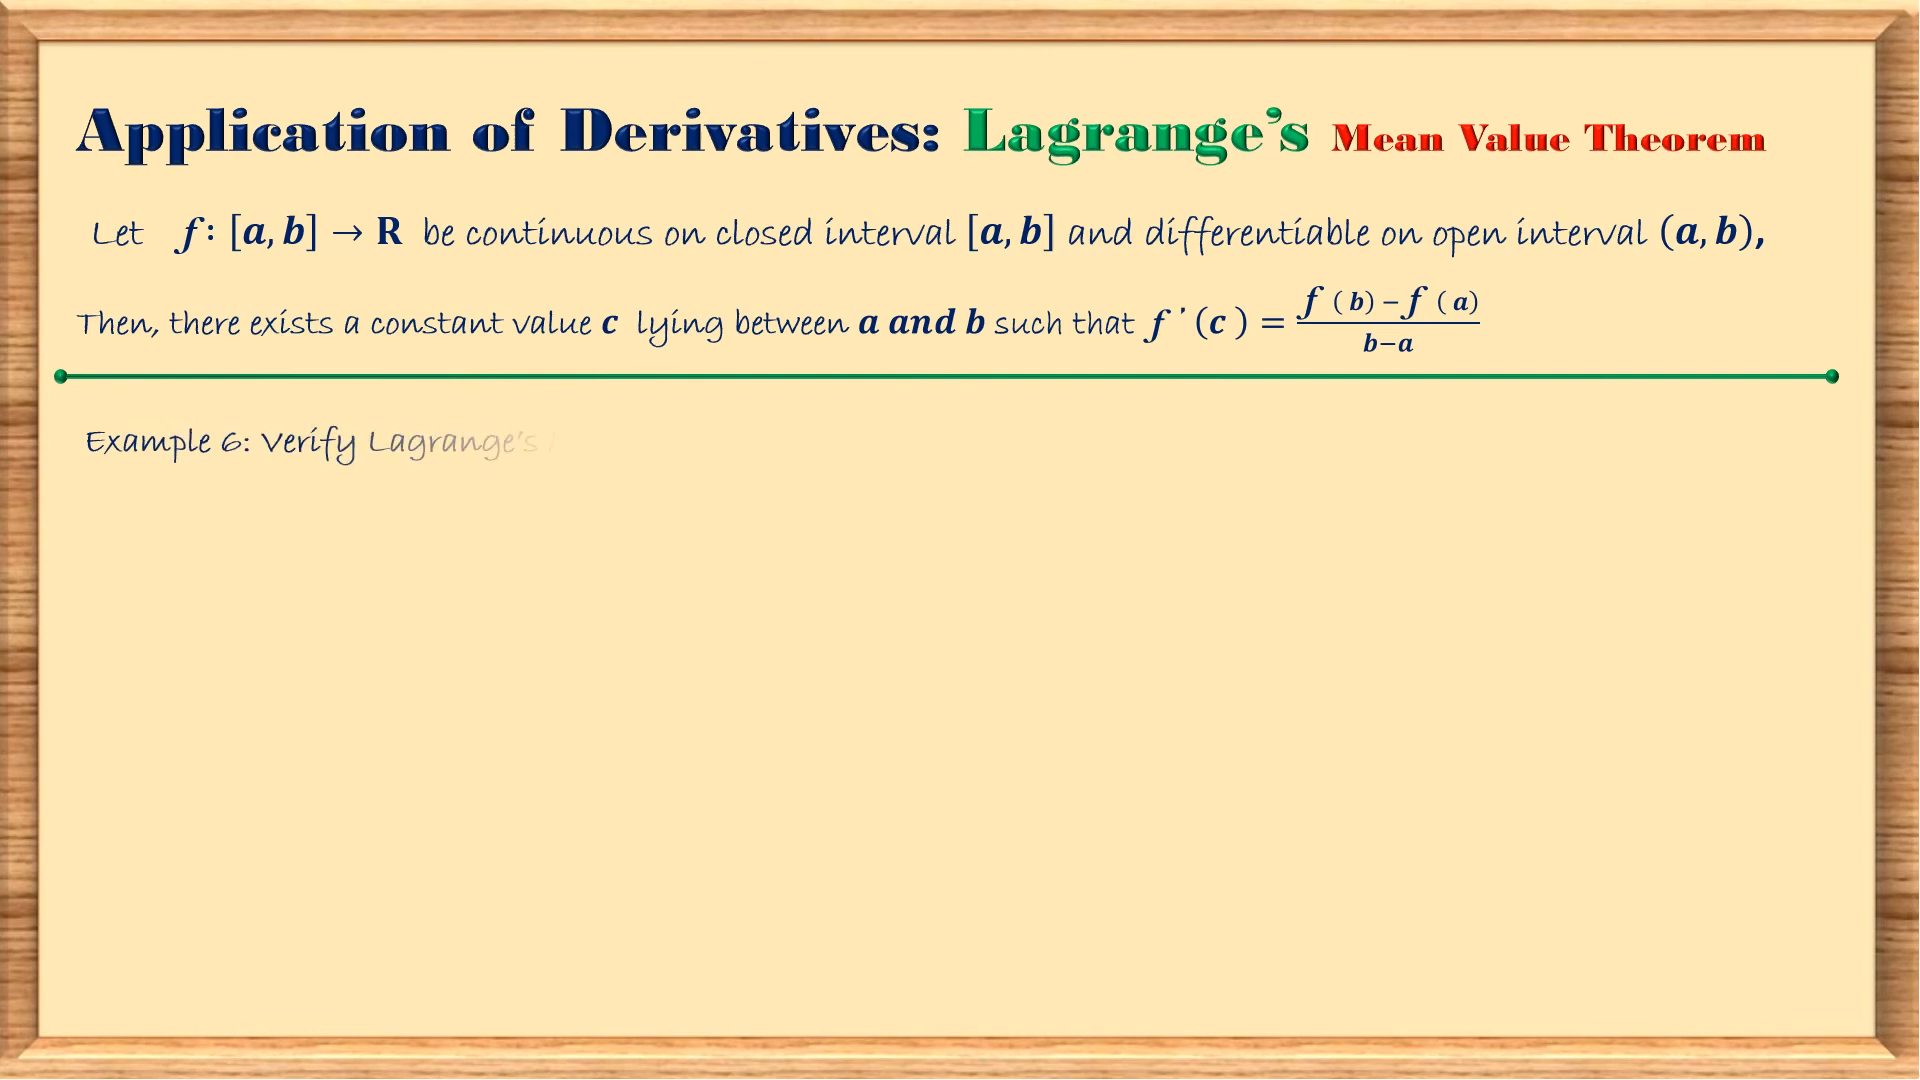 Application of Derivatives: Lagrange’s Mean Value Theorem
Let f: [a, b] → R be continuous on closed interval [a, b] and differentiable on open interval (a, b),
Then, there exists a constant value c lying between a and b such that f ′(c) = f (b) – f (a) / b–a
Example 6: Verify Lagrange’s